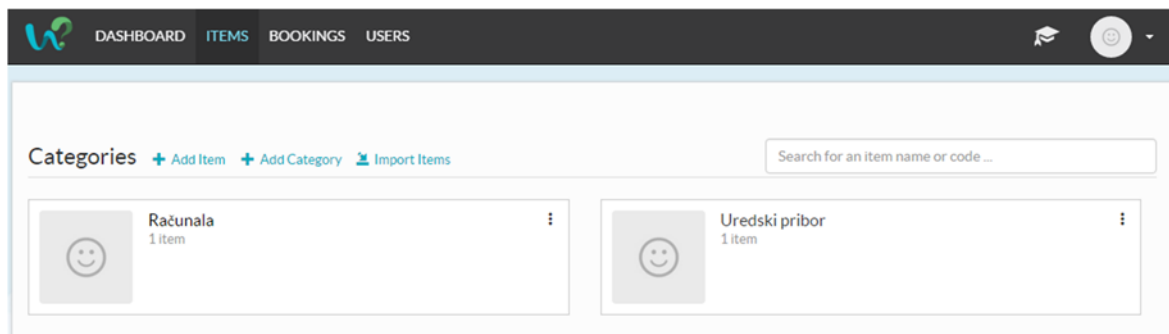 DASHBOARD ITEMS BOOKINGS USERS
Categories Add Item Add Category Import Items
Search for an item name or code ...
Računala
1 item
Uredski pribor
1 item